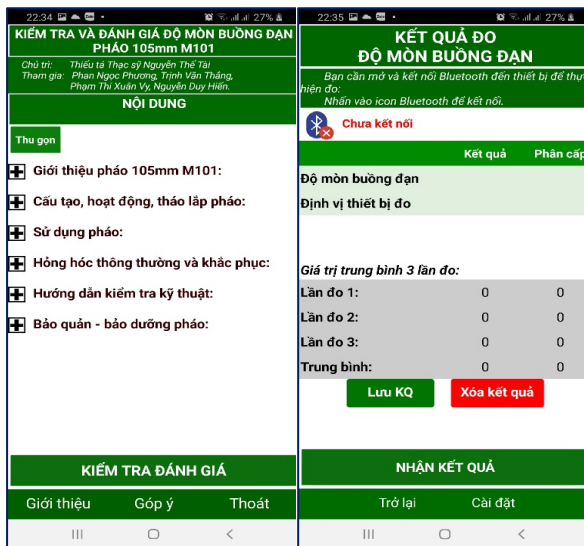 22:34
27%
KIỂM TRA VÀ ĐÁNH GIÁ ĐỘ MÒN BUỒNG ĐẠN
PHÁO 105mm M101
Chủ trì: Thiếu tá Thạc sỹ Nguyễn Thế Tài
Tham gia: Phan Ngọc Phương, Trịnh Văn Thắng,
Phạm Thi Xuân Vy, Nguyễn Duy Hiến.
NỘI DUNG
Thu gọn
Giới thiệu pháo 105mm M101:
Cấu tạo, hoạt động, tháo lắp pháo:
Sử dụng pháo:
Hỏng hóc thông thường và khắc phục:
Hướng dẫn kiểm tra kỹ thuật:
Bảo quản - bảo dưỡng pháo:
KIỂM TRA ĐÁNH GIÁ
Giới thiệu Góp ý Thoát
22:35
27%
KẾT QUẢ ĐO
ĐỘ MÒN BUỒNG ĐẠN
Bạn cần mở và kết nối Bluetooth đến thiết bị để thực
hiện đo:
Nhấn vào icon Bluetooth để kết nối.
Chưa kết nối
Kết quả Phân cấp
Độ mòn buồng đạn
Định vị thiết bị đo
Giá trị trung bình 3 lần đo:
Lần đo 1: 0 0
Lần đo 2: 0 0
Lần đo 3: 0 0
Trung bình: 0 0
Lưu KQ Xóa kết quả
NHẬN KẾT QUẢ
Trở lại Cài đặt